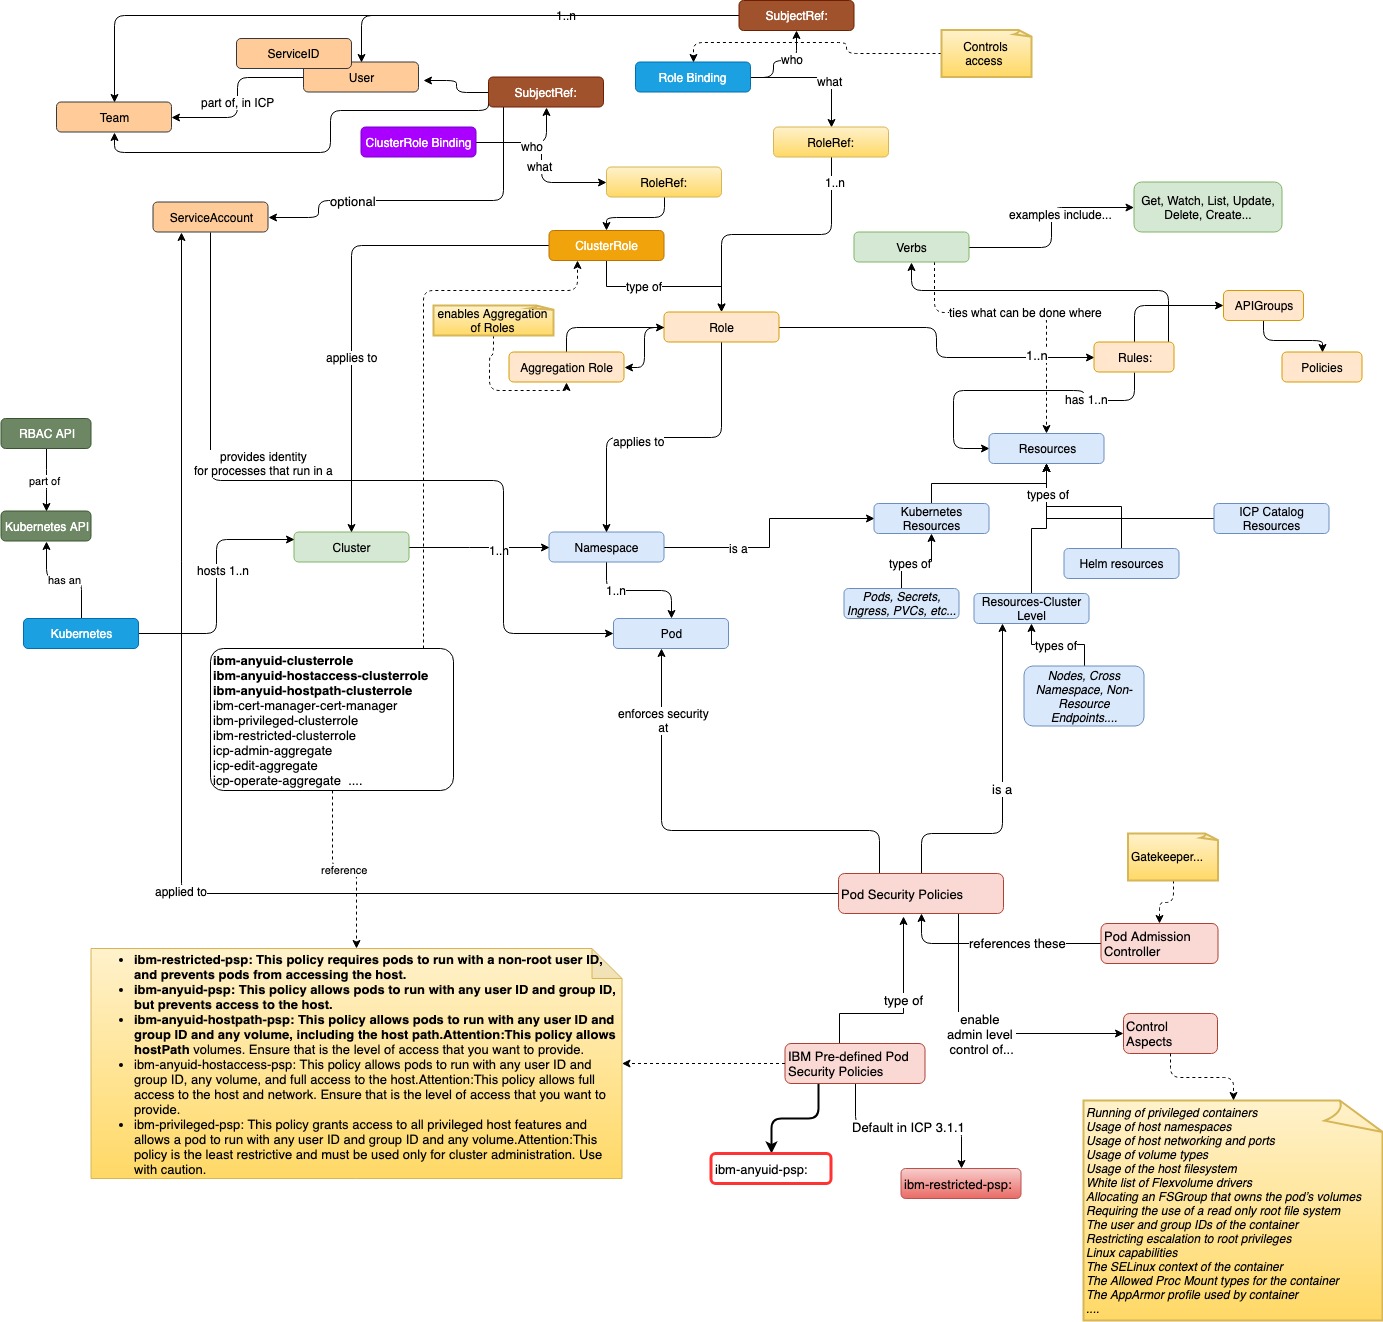 SubjectRef:
1..n
ServiceID
User
Controls
access
who
Role Binding
what
part of, in ICP
SubjectRef:
Team
ClusterRole Binding
who
what
RoleRef:
RoleRef:
1..n
optional
ServiceAccount
Get, Watch, List, Update,
Delete, Create...
examples include...
ClusterRole
Verbs
type of
enables Aggregation
of Roles
Role
ties what can be done where
APIGroups
applies to
Aggregation Role
1..n
Rules:
Policies
has 1..n
RBAC API
applies to
Resources
provides identity
for processes that run in a
part of
types of
Kubernetes API
Kubernetes
Resources
ICP Catalog
Resources
Cluster
1..n
Namespace
is a
hosts 1..n
has an
types of
Helm resources
1..n
Pods, Secrets,
Ingress, PVCs, etc...
Resources-Cluster
Level
Kubernetes
Pod
types of
ibm-anyuid-clusterrole
ibm-anyuid-hostaccess-clusterrole
ibm-anyuid-hostpath-clusterrole
ibm-cert-manager-cert-manager
ibm-privileged-clusterrole
ibm-restricted-clusterrole
icp-admin-aggregate
icp-edit-aggregate
icp-operate-aggregate ....
Nodes, Cross
Namespace, Non-
Resource
Endpoints....
enforces security
at
is a
Gatekeeper...
reference
applied to
Pod Security Policies
references these
Pod Admission
Controller
• ibm-restricted-psp: This policy requires pods to run with a non-root user ID,
and prevents pods from accessing the host.
• ibm-anyuid-psp: This policy allows pods to run with any user ID and group ID,
but prevents access to the host.
• ibm-anyuid-hostpath-psp: This policy allows pods to run with any user ID and
group ID and any volume, including the host path.Attention:This policy allows
hostPath volumes. Ensure that is the level of access that you want to provide.
• ibm-anyuid-hostaccess-psp: This policy allows pods to run with any user ID and
group ID, any volume, and full access to the host.Attention:This policy allows full
access to the host and network. Ensure that is the level of access that you want to
provide.
• ibm-privileged-psp: This policy grants access to all privileged host features and
allows a pod to run with any user ID and group ID and any volume.Attention:This
policy is the least restrictive and must be used only for cluster administration. Use
with caution.
type of
enable
admin level
control of...
Control
Aspects
IBM Pre-defined Pod
Security Policies
Default in ICP 3.1.1
ibm-anyuid-psp:
ibm-restricted-psp:
Running of privileged containers
Usage of host namespaces
Usage of host networking and ports
Usage of volume types
Usage of the host filesystem
White list of Flexvolume drivers
Allocating an FSGroup that owns the pod's volumes
Requiring the use of a read only root file system
The user and group IDs of the container
Restricting escalation to root privileges
Linux capabilities
The SELinux context of the container
The Allowed Proc Mount types for the container
The AppArmor profile used by container
....